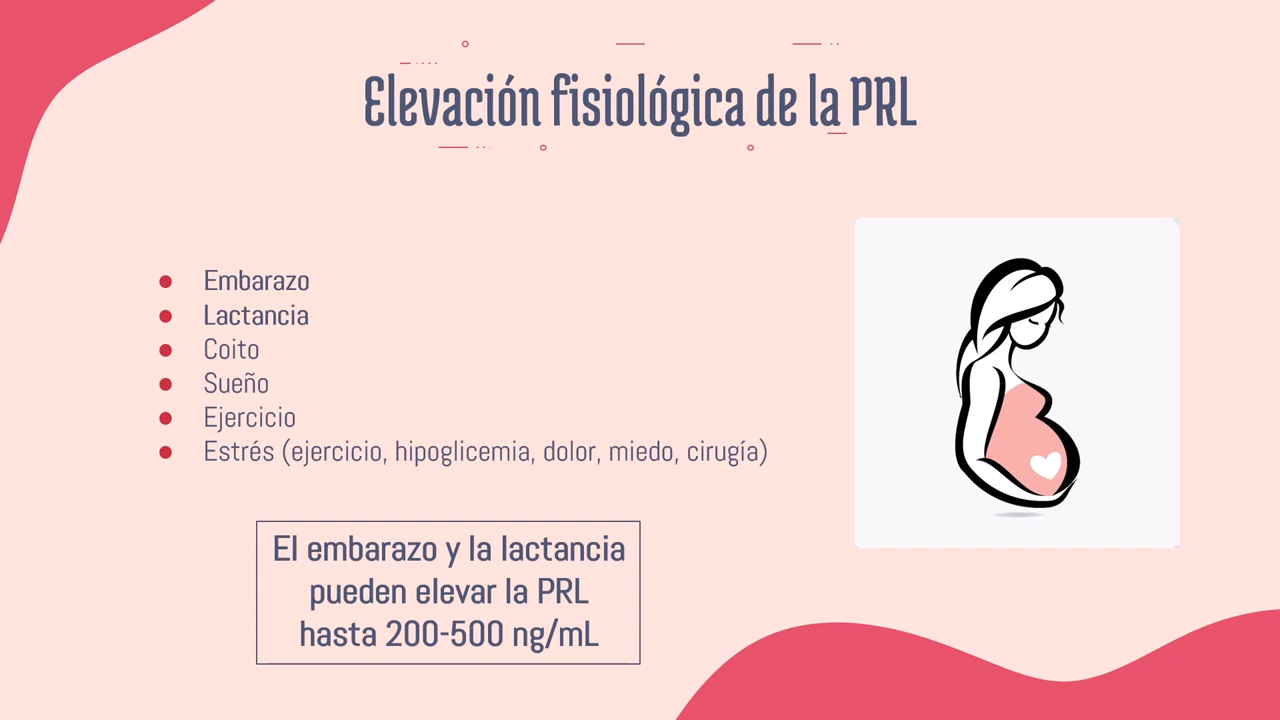 Elevación fisiológica de la PRL
Embarazo
Lactancia
Coito
Sueño
Ejercicio
Estrés (ejercicio, hipoglicemia, dolor, miedo, cirugía)
El embarazo y la lactancia
pueden elevar la PRL
hasta 200-500 ng/mL